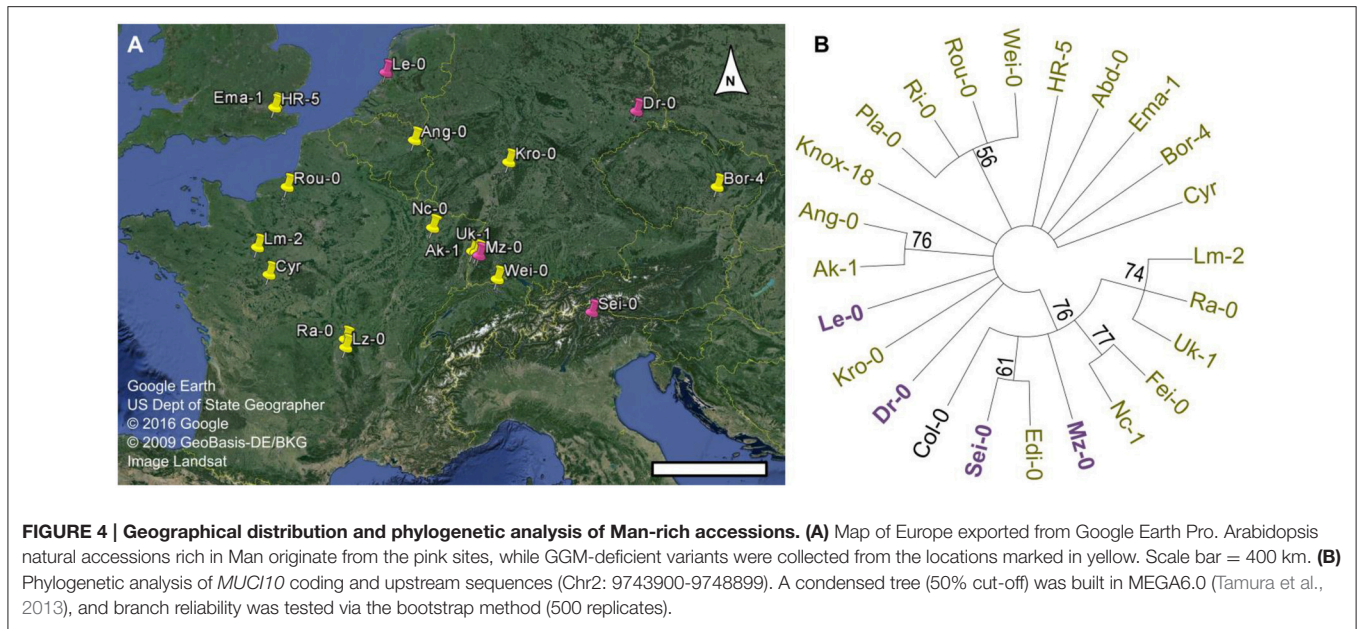 A
N
Le-0
Ema-1
HR-5
Dr-0
Ang-0
Kro-0
Rou-0
Bor-4
Nc-0
Lm-2
Uk-1
Ak-1
Mz-0
Cyr
Wei-0
Sei-0
Ra-0
Lz-0
Google Earth
US Dept of State Geographer
© 2016 Google
© 2009 GeoBasis-DE/BKG
Image Landsat
B
Wei-0
Rou-0
Ri-0
Pla-0
Knox-18
Ang-0
Ak-1
Le-0
Kro-0
Dr-0
Col-0
Sei-0
Edi-0
Mz-0
Nc-1
Fei-0
Uk-1
Ra-0
Lm-2
Cyr
Bor-4
Ema-1
Abd-0
HR-5
56
76
76
74
77
61
FIGURE 4 | Geographical distribution and phylogenetic analysis of Man-rich accessions. (A) Map of Europe exported from Google Earth Pro. Arabidopsis
natural accessions rich in Man originate from the pink sites, while GGM-deficient variants were collected from the locations marked in yellow. Scale bar = 400 km. (B)
Phylogenetic analysis of MUCI10 coding and upstream sequences (Chr2: 9743900-9748899). A condensed tree (50% cut-off) was built in MEGA6.0 (Tamura et al.,
2013), and branch reliability was tested via the bootstrap method (500 replicates).